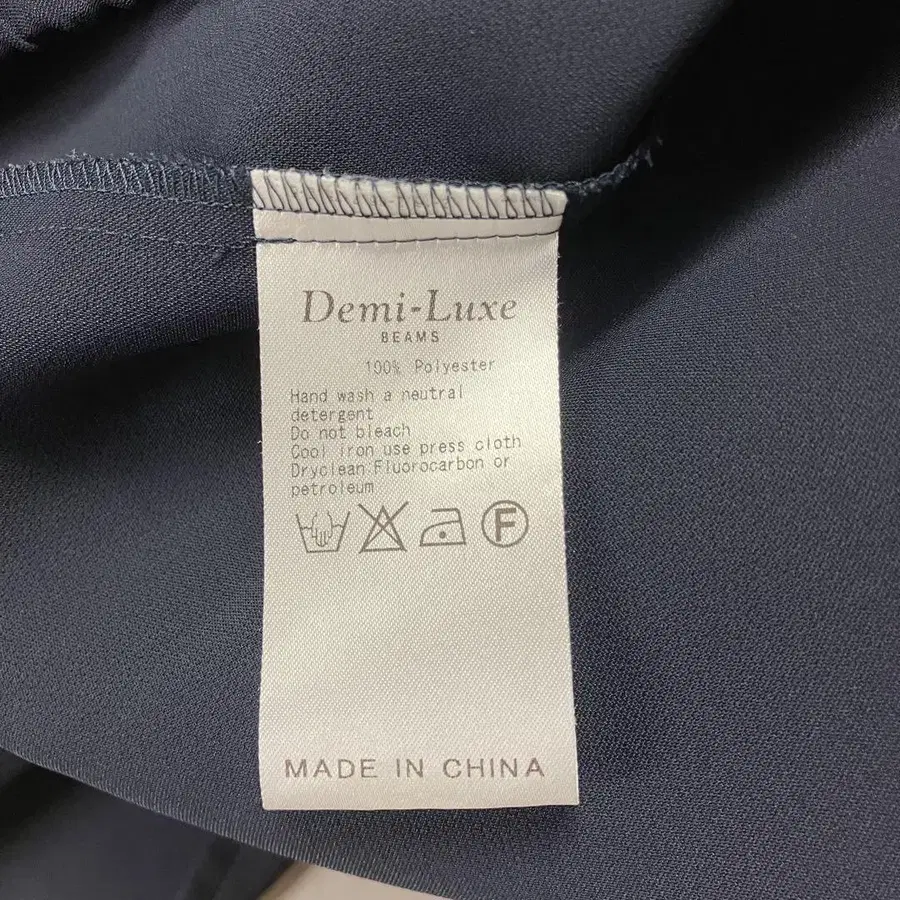 Demi-Luxe
BEAMS
100% Polyester
Hand wash a neutral
detergent
Do not bleach
Cool iron use press cloth
Dryclean Fluorocarbon or
petroleum
F
MADE IN CHINA